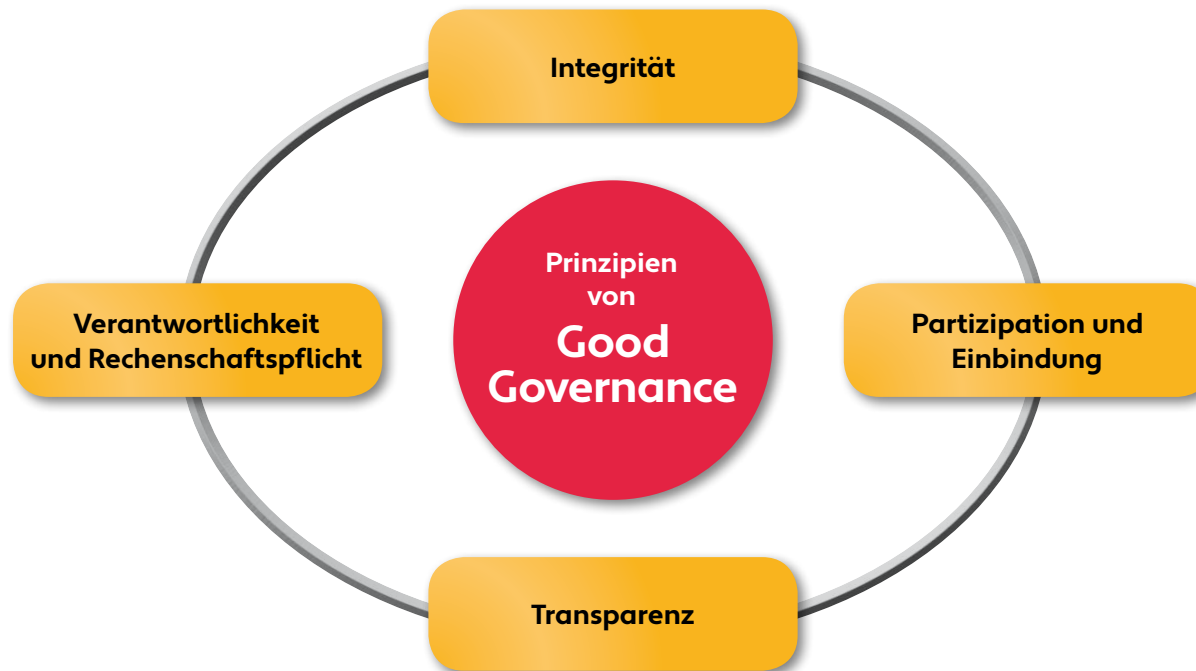 Integrität
Prinzipien
von
Good
Governance
Verantwortlichkeit
und Rechenschaftspflicht
Partizipation und
Einbindung
Transparenz